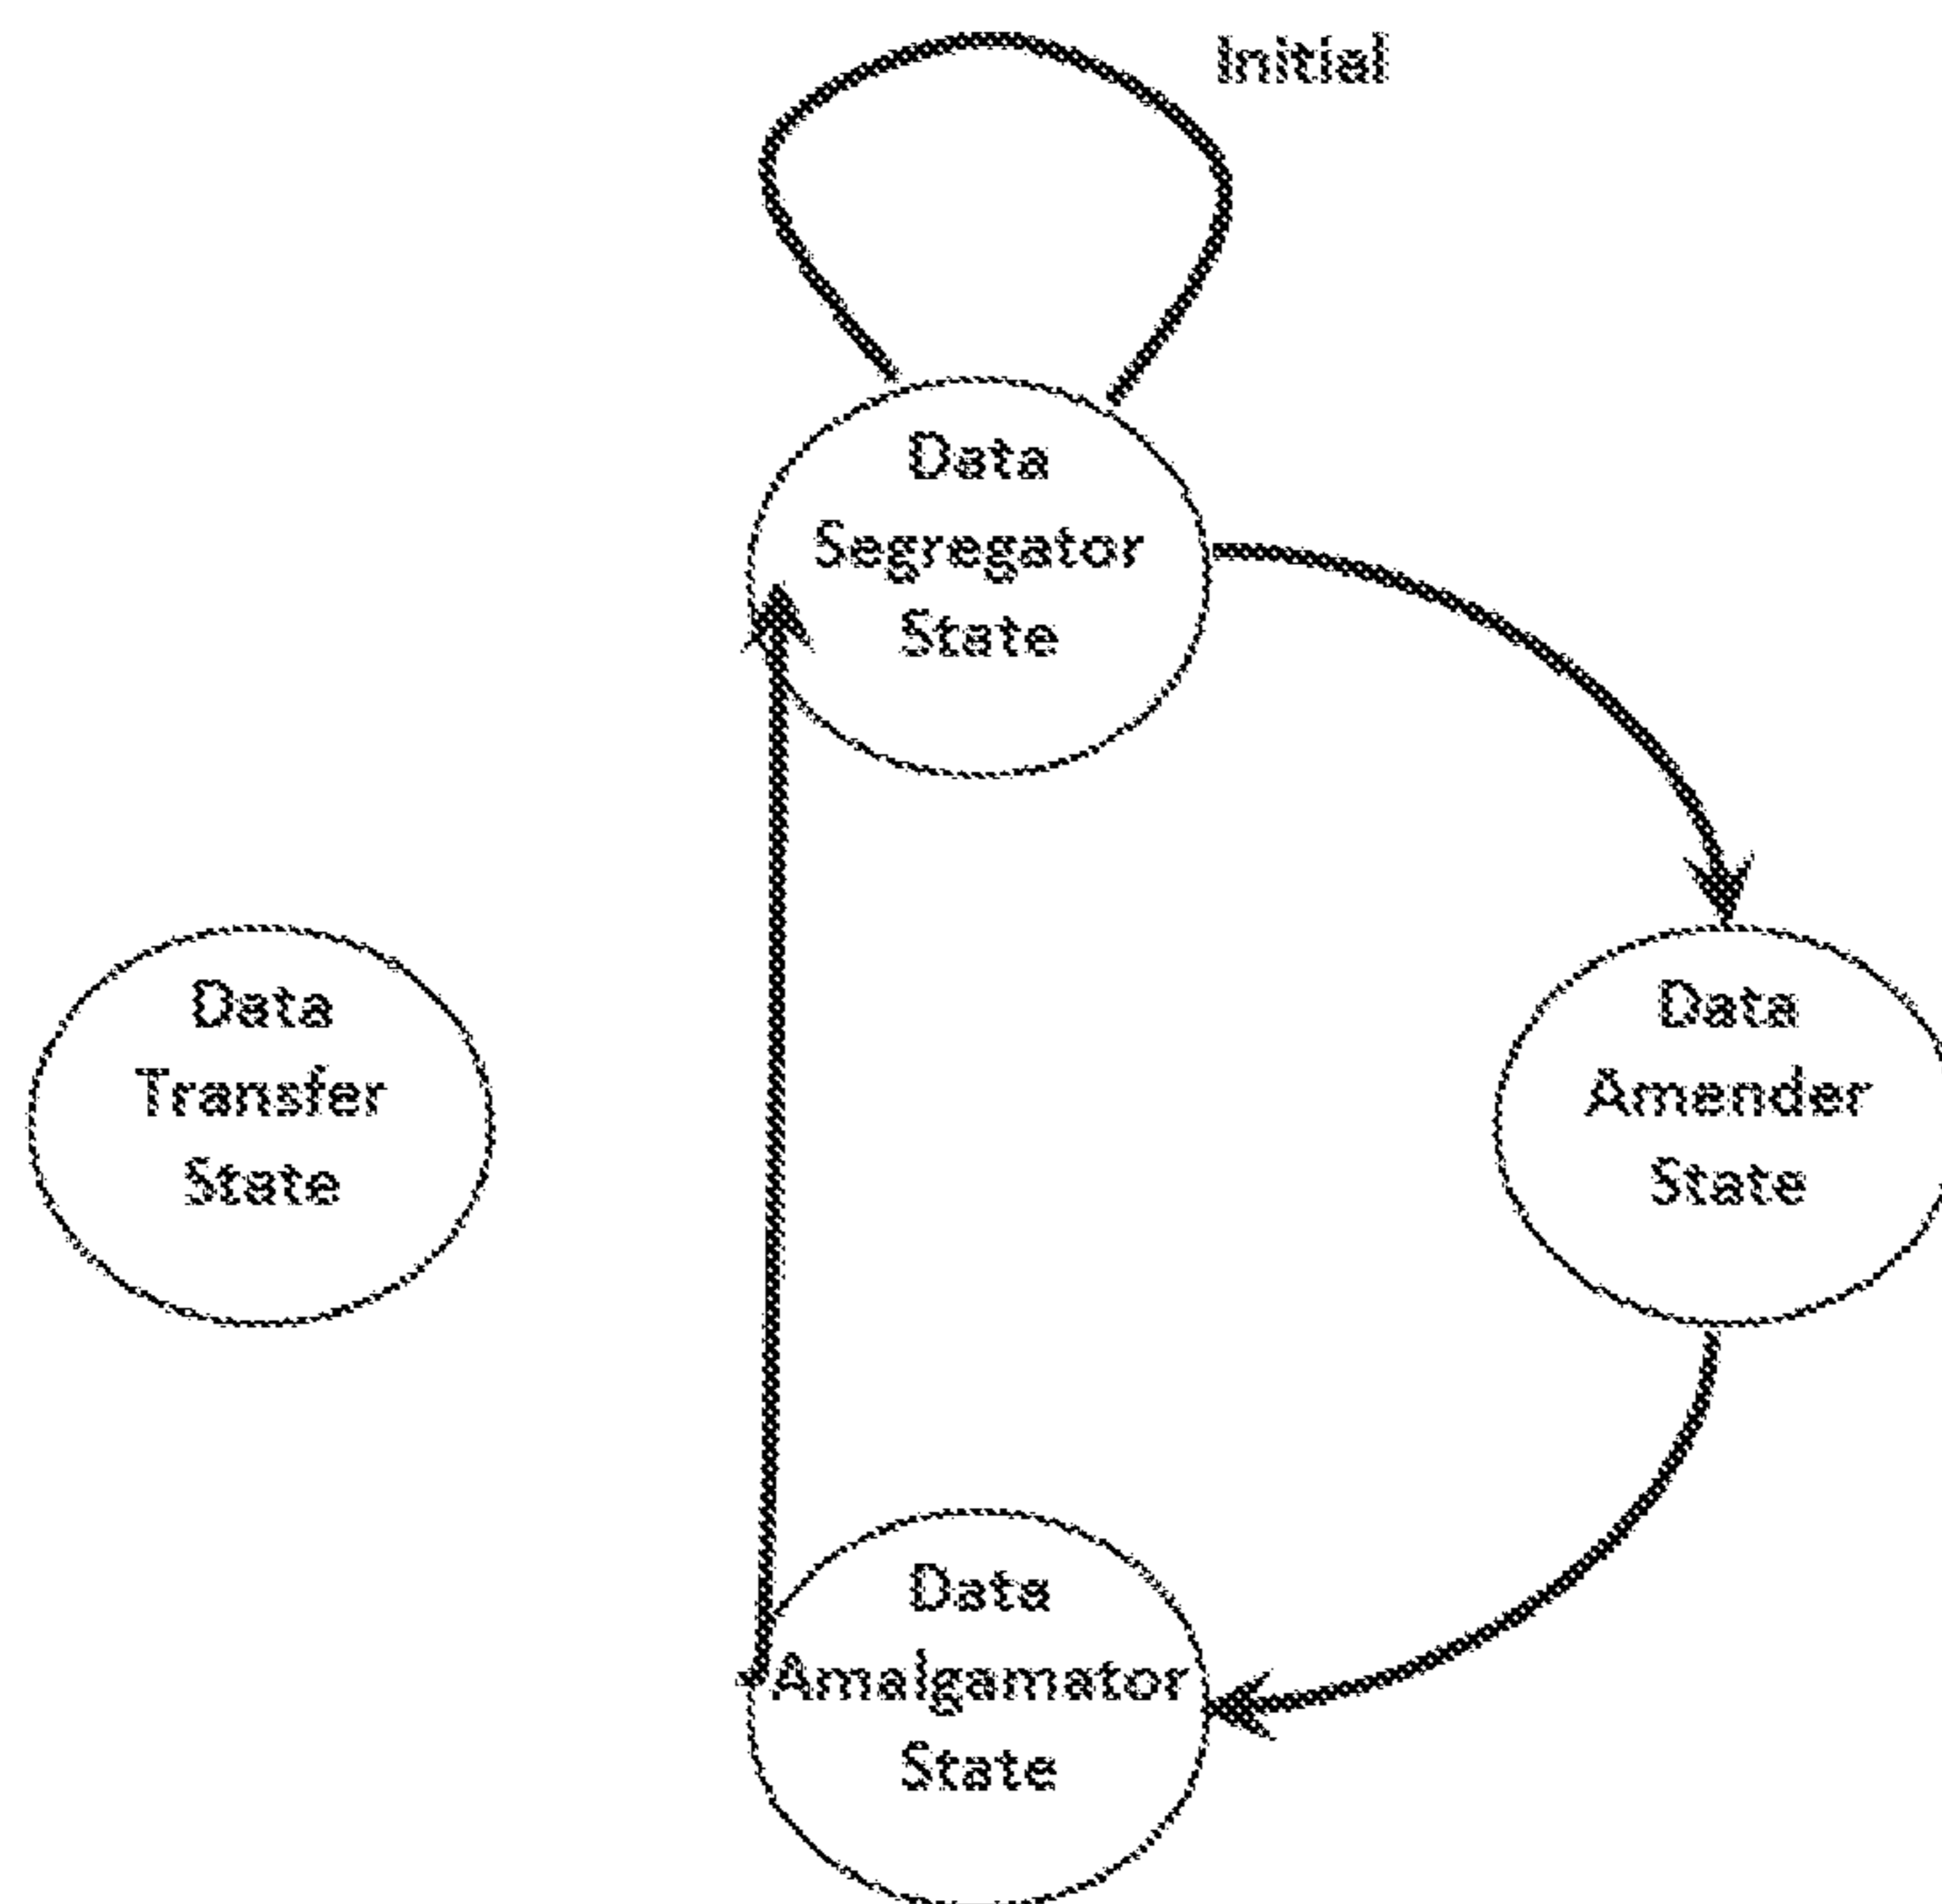 Initial
Data
Segregator
State
Data
Transfer
State
Data
Amender
State
Data
Amalgamator
State